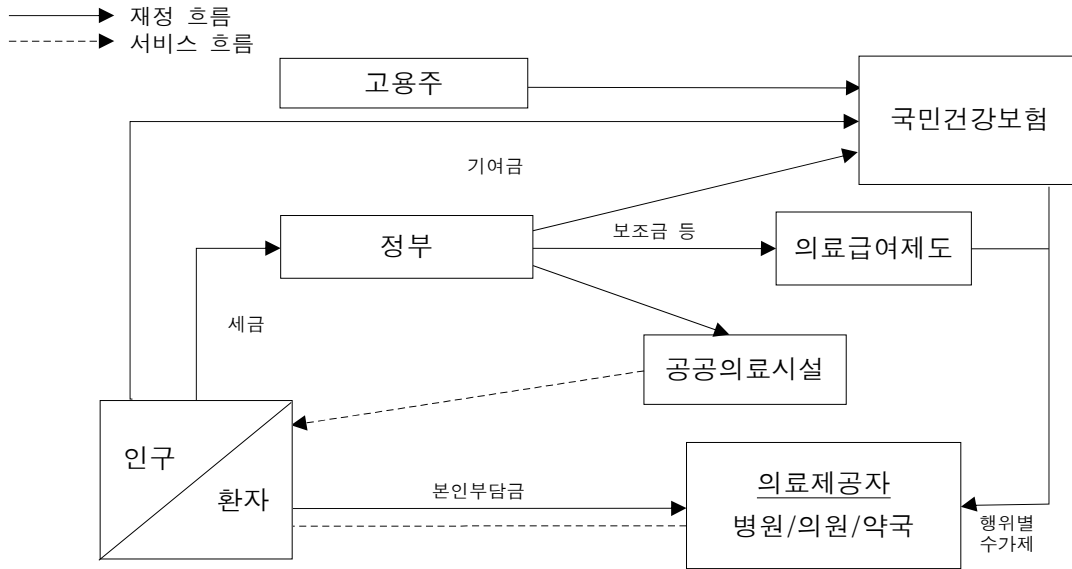 재정 흐름
서비스 흐름
고용주
국민건강보험
기여금
정부
보조금 등
의료급여제도
세금
공공의료시설
인구
환자
본인부담금
의료제공자
병원/의원/약국
행위별
수가제